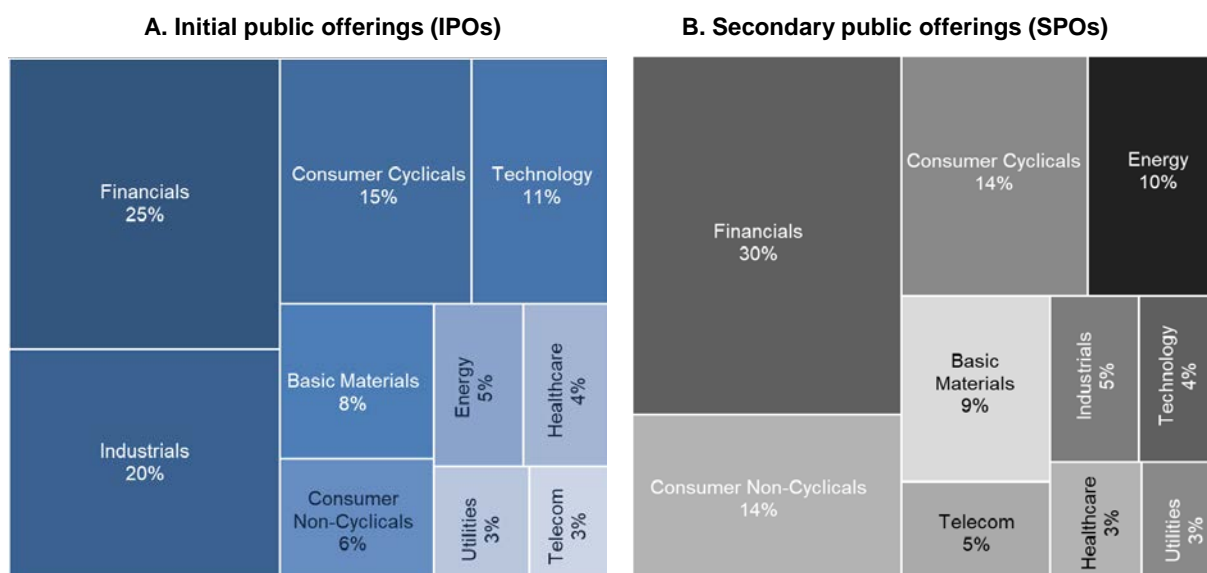 A. Initial public offerings (IPOs)
Financials
25%
Industrials
20%
Consumer Cyclicals
15%
Technology
11%
Basic Materials
8%
Consumer
Non-Cyclicals
6%
Energy
5%
Healthcare
4%
Utilities
3%
Telecom
3%
B. Secondary public offerings (SPOs)
Financials
30%
Consumer Non-Cyclicals
14%
Consumer Cyclicals
14%
Energy
10%
Basic
Materials
9%
Telecom
5%
Industrials
5%
Technology
4%
Healthcare
3%
Utilities
3%